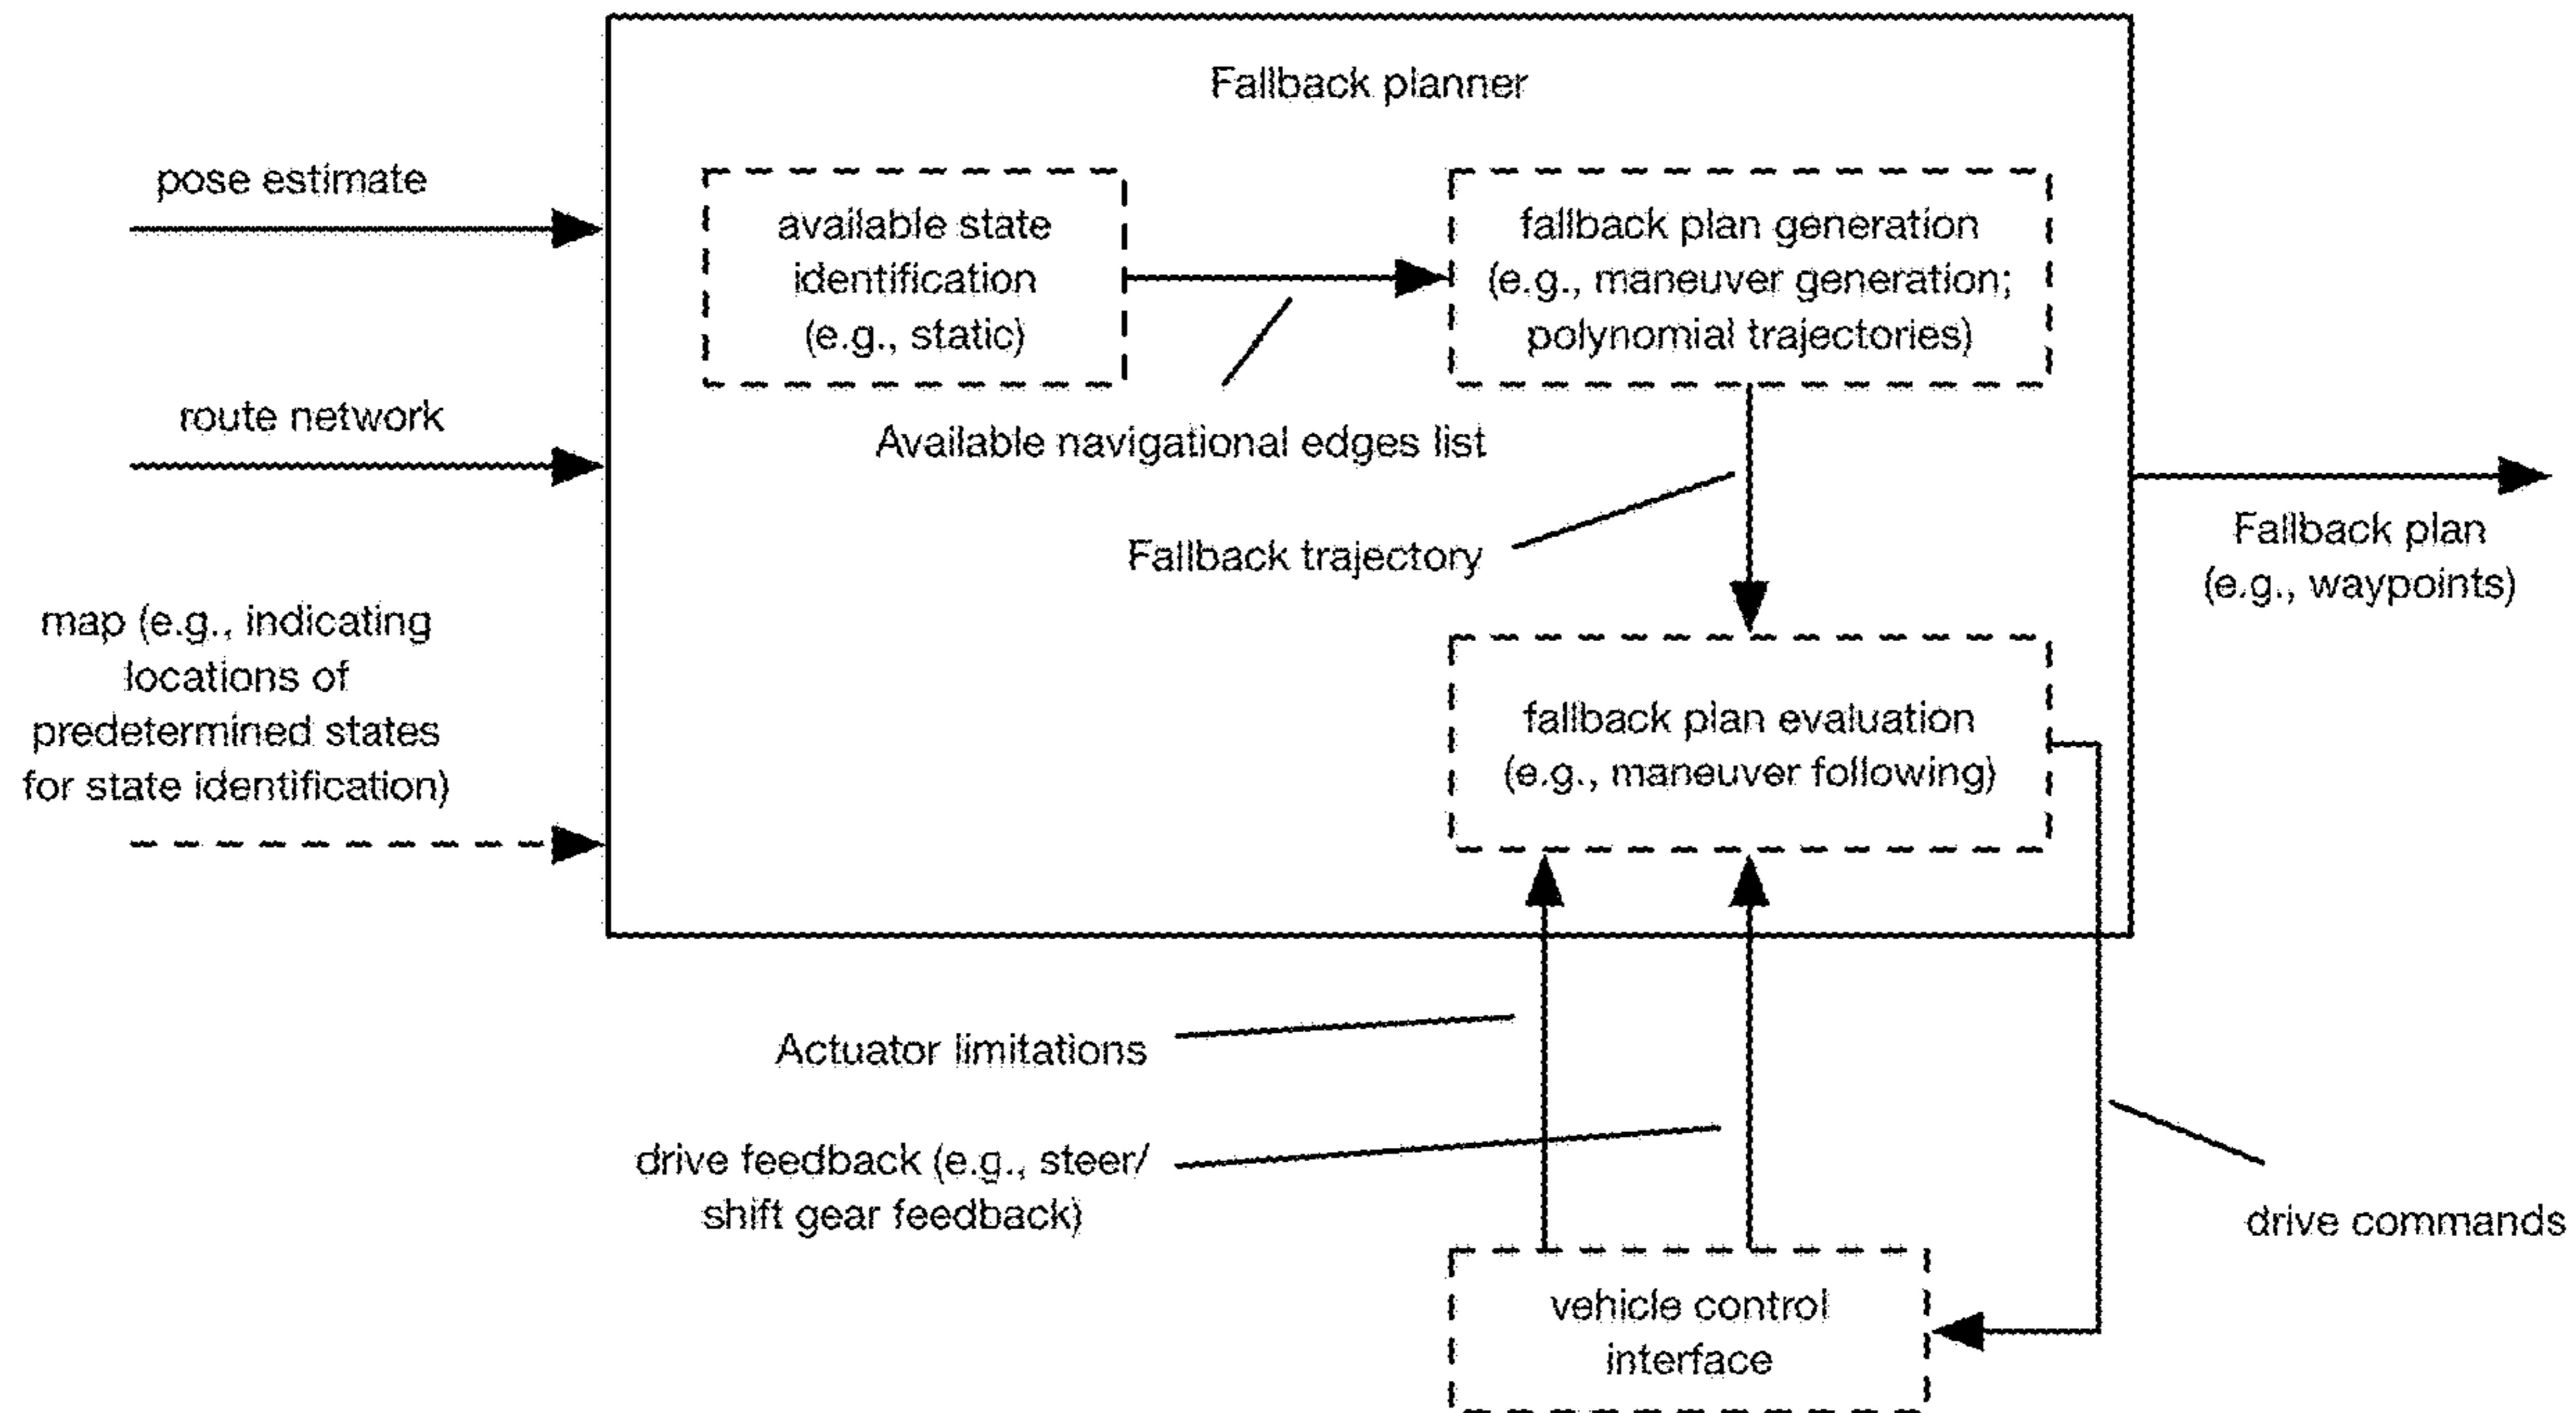 Fallback planner
pose estimate
available state
identification
(e.g., static)
fallback plan generation
(e.g., maneuver generation;
polynomial trajectories)
route network
Available navigational edges list
Fallback trajectory
Fallback plan
(e.g., waypoints)
map (e.g., indicating
locations of
predetermined states
for state identification)
fallback plan evaluation
(e.g., maneuver following)
Actuator limitations
drive feedback (e.g., steer/
shift gear feedback)
drive commands
vehicle control
interface